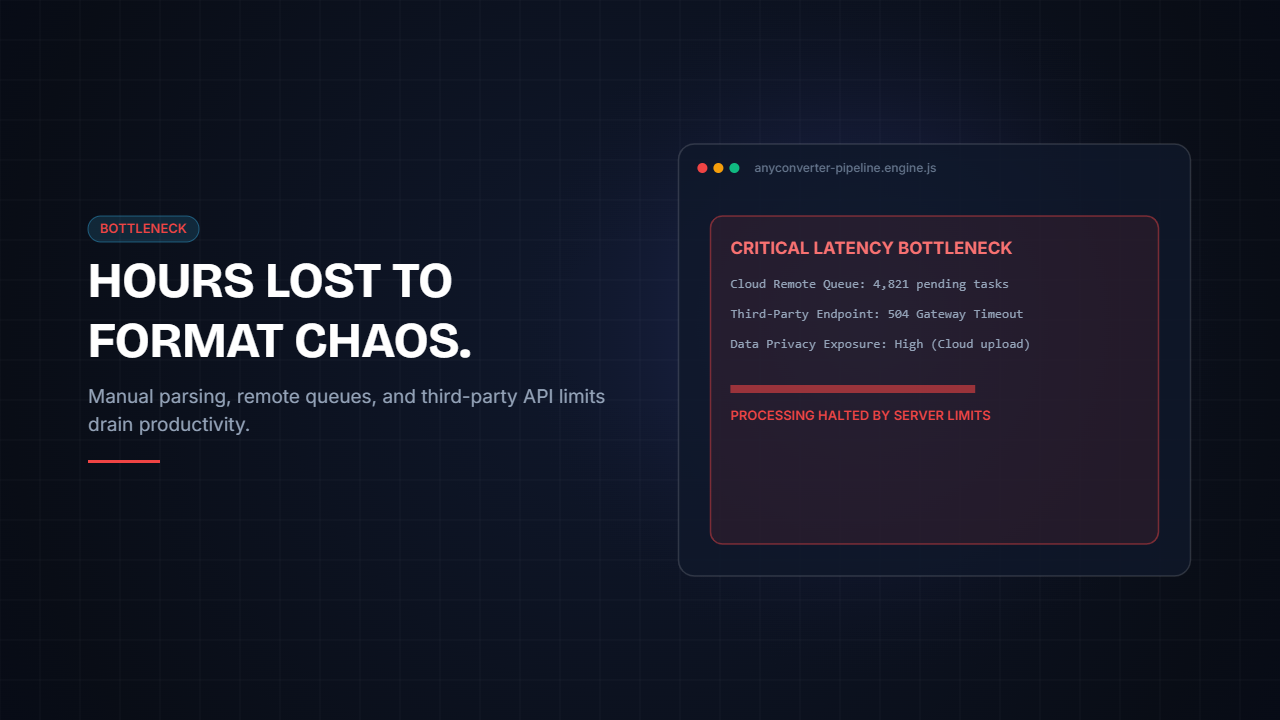 BOTTLENECK
HOURS LOST TO
FORMAT CHAOS.
Manual parsing, remote queues, and third-party API limits
drain productivity.
anyconverter-pipeline.engine.js
CRITICAL LATENCY BOTTLENECK
Cloud Remote Queue: 4,821 pending tasks
Third-Party Endpoint: 504 Gateway Timeout
Data Privacy Exposure: High (Cloud upload)
PROCESSING HALTED BY SERVER LIMITS